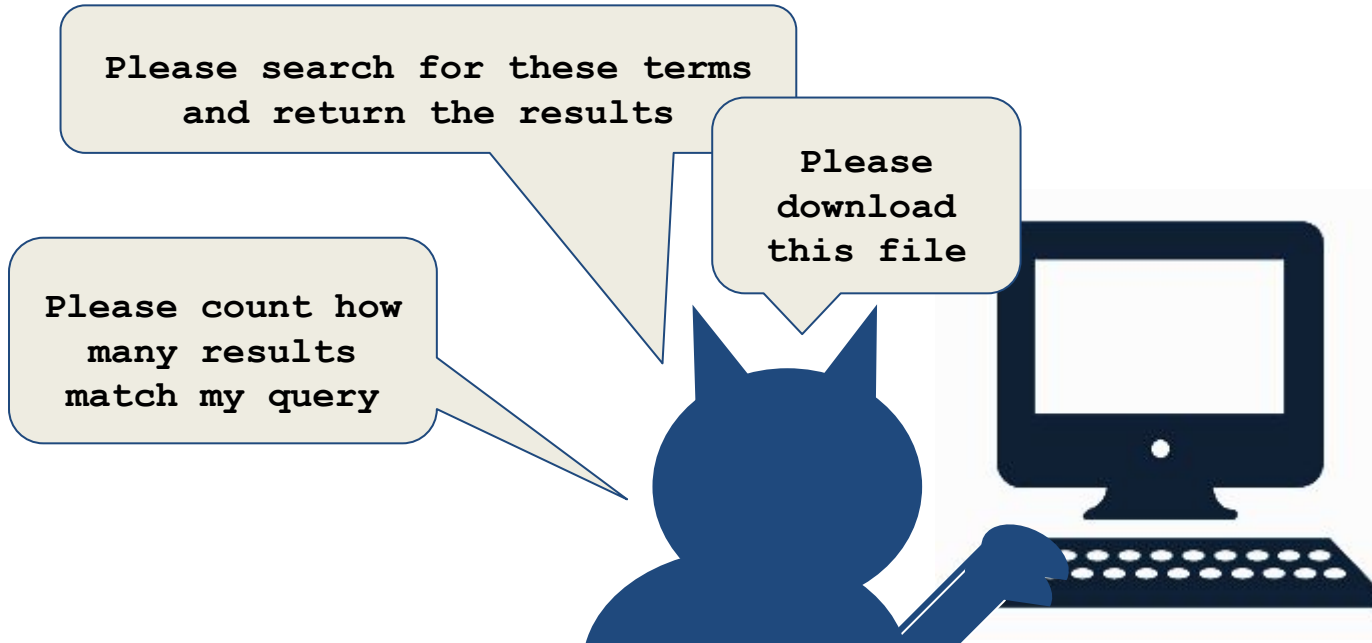 Please search for these terms
and return the results
Please
download
this file
Please count how
many results
match my query